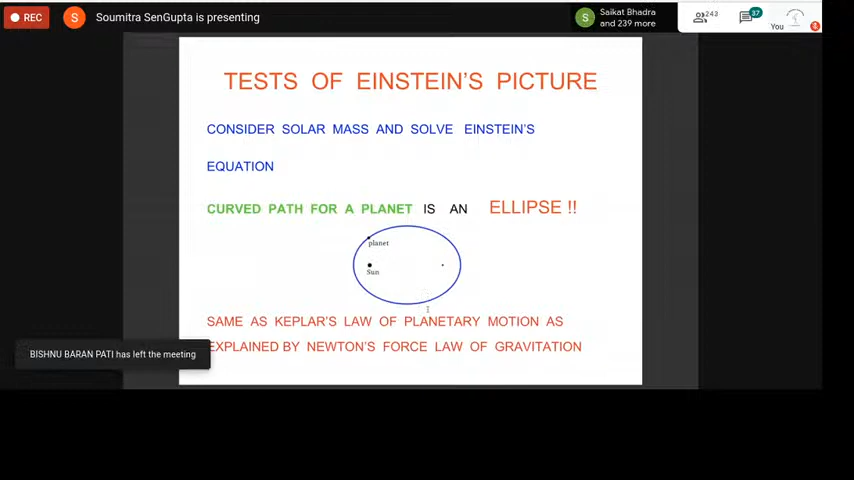 REC
S
Soumitra SenGupta is presenting
S
Saikat Bhadra
and 239 more
243
37
You
TESTS OF EINSTEIN'S PICTURE
CONSIDER SOLAR MASS AND SOLVE EINSTEIN'S
EQUATION
CURVED PATH FOR A PLANET IS AN ELLIPSE !!
planet
Sun
SAME AS KEPLAR'S LAW OF PLANETARY MOTION AS
EXPLAINED BY NEWTON'S FORCE LAW OF GRAVITATION
BISHNU BARAN PATI has left the meeting